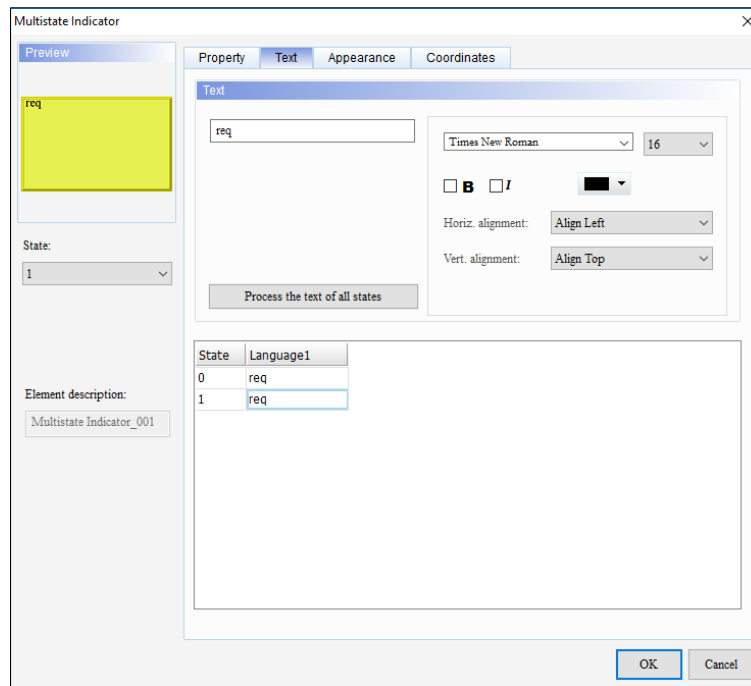 Multistate Indicator
Preview
req
State:
1
Element description:
Multistate Indicator_001
Property Text Appearance Coordinates
Text
req
Process the text of all states
Times New Roman 16
B I
Horiz. alignment: Align Left
Vert. alignment: Align Top
State Language1
0 req
1 req
OK Cancel